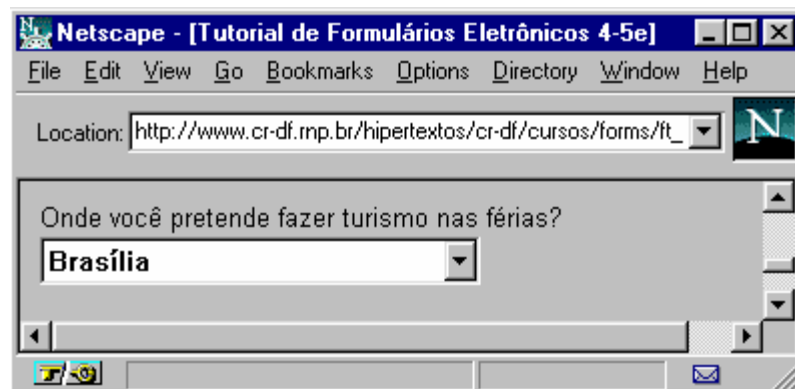 Netscape - [Tutorial de Formulários Eletrônicos 4-5e]
File Edit View Go Bookmarks Options Directory Window Help
Location: http://www.cr-df.rnp.br/hipertextos/cr-df/cursos/forms/ft_
N
Onde você pretende fazer turismo nas férias?
Brasília